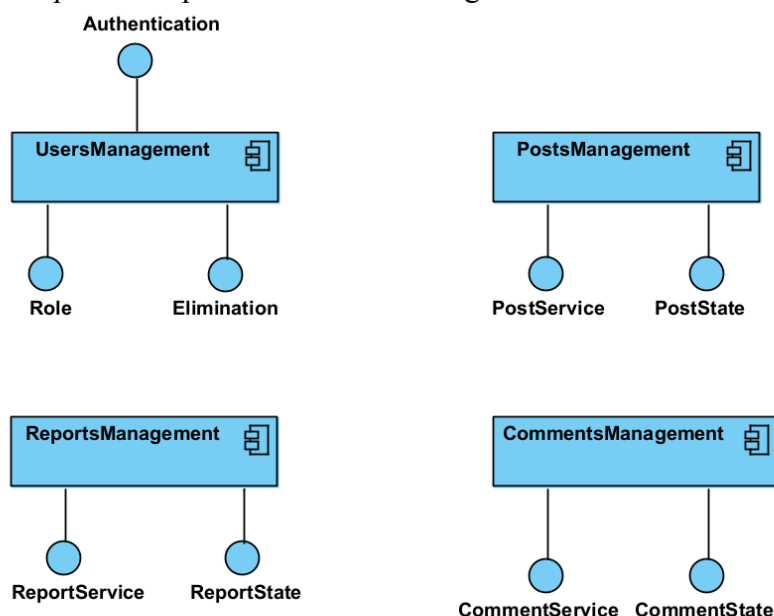 Authentication
UsersManagement
PostsManagement
Role
Elimination
PostService
PostState
ReportsManagement
CommentsManagement
ReportService
ReportState
CommentService
CommentState